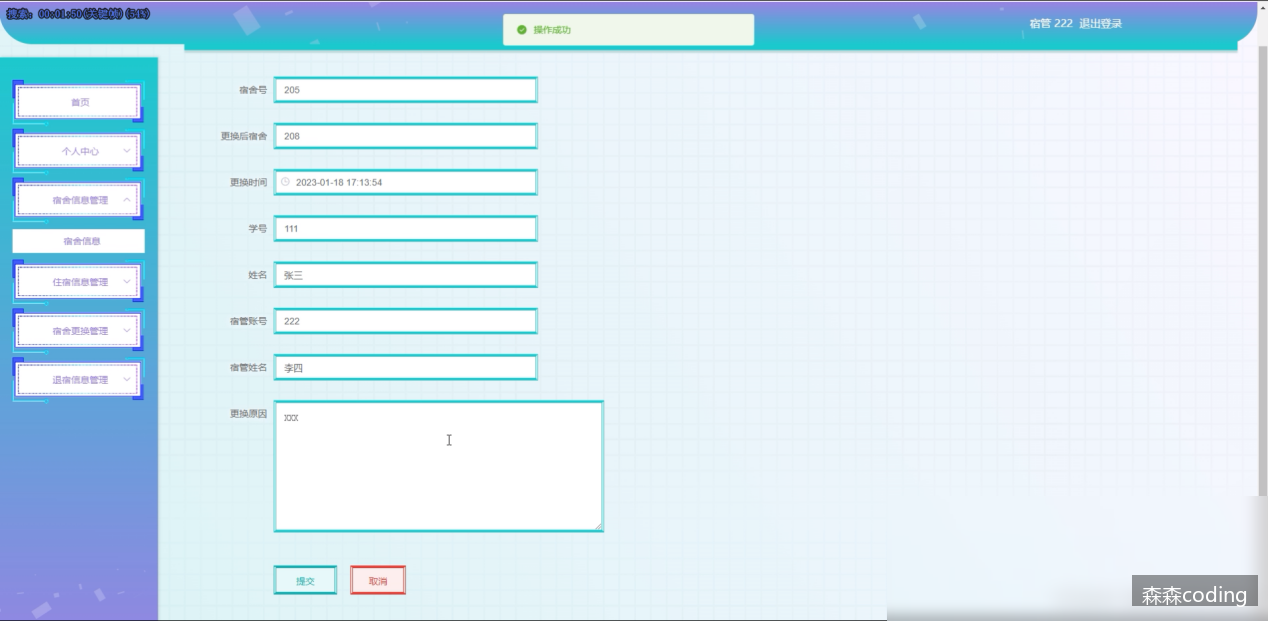 搜索: 00:01:50(关键帧)(34%)
操作成功
宿管 222 退出登录
首页
个人中心
宿舍信息管理
宿舍信息
住宿信息管理
宿舍更换管理
退宿信息管理
宿舍号 205
更换后宿舍 208
更换时间 2023-01-18 17:13:54
学号 111
姓名 张三
宿管账号 222
宿管姓名 李四
更换原因 xxx
提交 取消
森森coding